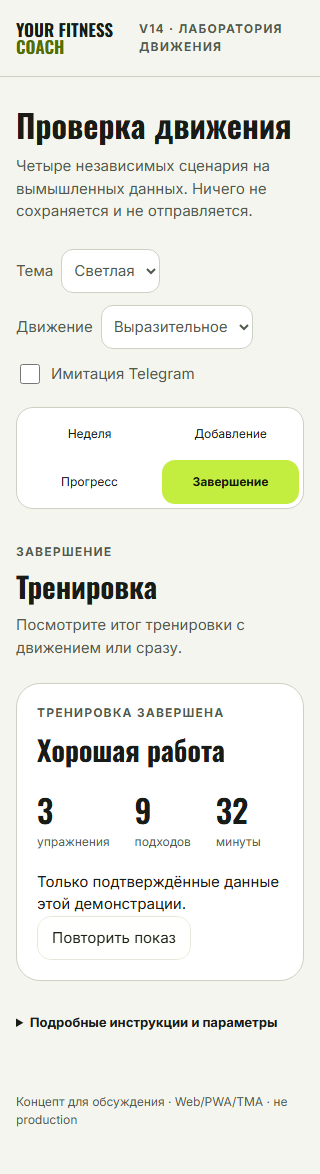 YOUR FITNESS
COACH
V14 · ЛАБОРАТОРИЯ
ДВИЖЕНИЯ
Проверка движения
Четыре независимых сценария на
вымышленных данных. Ничего не
сохраняется и не отправляется.
Тема Светлая
Движение Выразительное
Имитация Telegram
Неделя Добавление
Прогресс Завершение
ЗАВЕРШЕНИЕ
Тренировка
Посмотрите итог тренировки с
движением или сразу.
ТРЕНИРОВКА ЗАВЕРШЕНА
Хорошая работа
3 9 32
упражнения подходов минуты
Только подтверждённые данные
этой демонстрации.
Повторить показ
Подробные инструкции и параметры
Концепт для обсуждения · Web/PWA/TMA · не
production